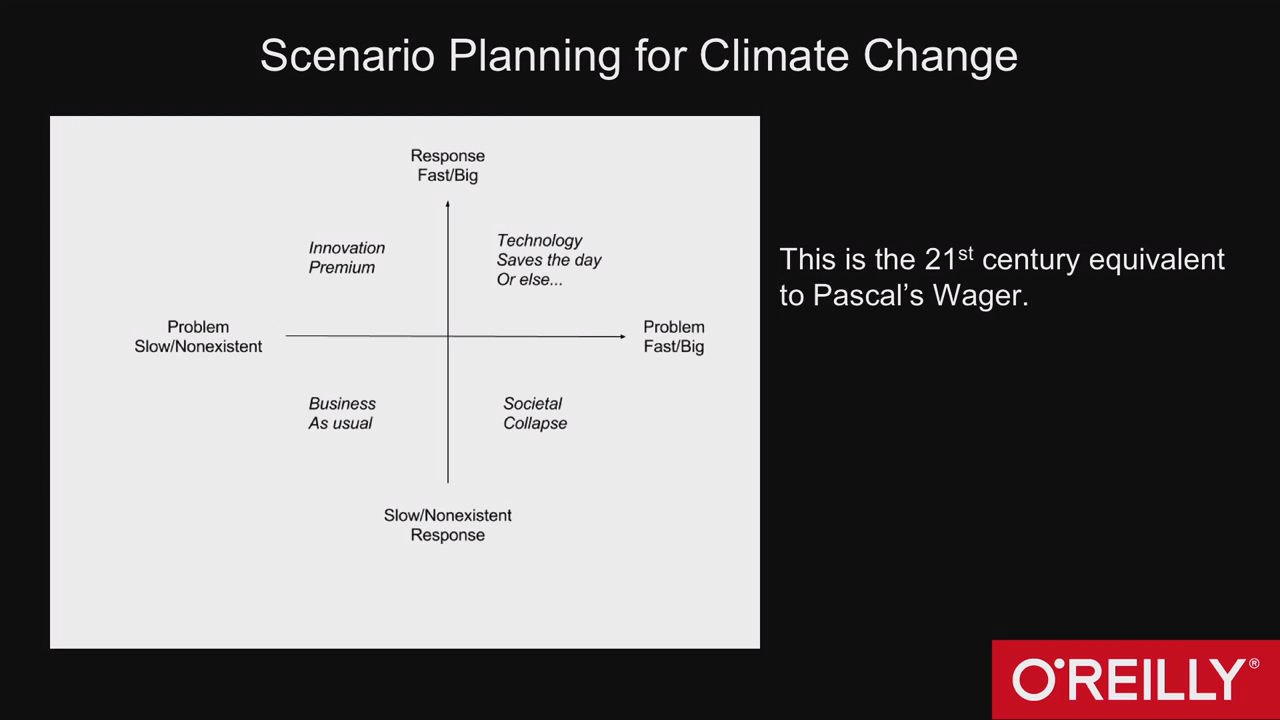 Scenario Planning for Climate Change
Response
Fast/Big
Innovation
Premium
Technology
Saves the day
Or else...
Problem
Slow/Nonexistent
Problem
Fast/Big
Business
As usual
Societal
Collapse
Slow/Nonexistent
Response
This is the 21st century equivalent
to Pascal’s Wager.
O'REILLY®